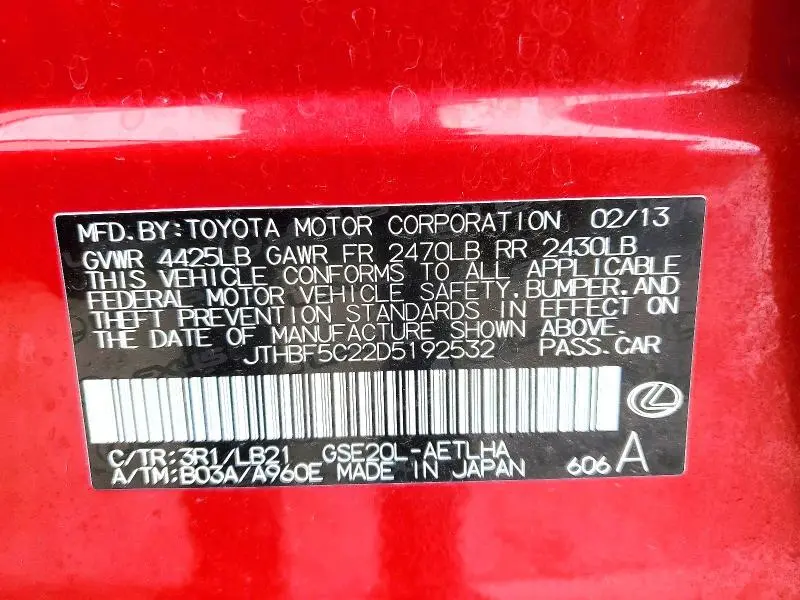 MFD.BY:TOYOTA MOTOR CORPORATION 02/13
GVWR 4425LB GAWR FR 2470LB RR 2430LB
THIS VEHICLE CONFORMS TO ALL APPLICABLE
FEDERAL MOTOR VEHICLE SAFETY,BUMPER,AND
THEFT PREVENTION STANDARDS IN EFFECT ON
THE DATE OF MANUFACTURE SHOWN ABOVE.
JTHBF5C22D5192532 PASS.CAR
C/TR:3R1/LB21 GSE20L-AETLHA
A/TM:B03A/A960E MADE IN JAPAN 606 A